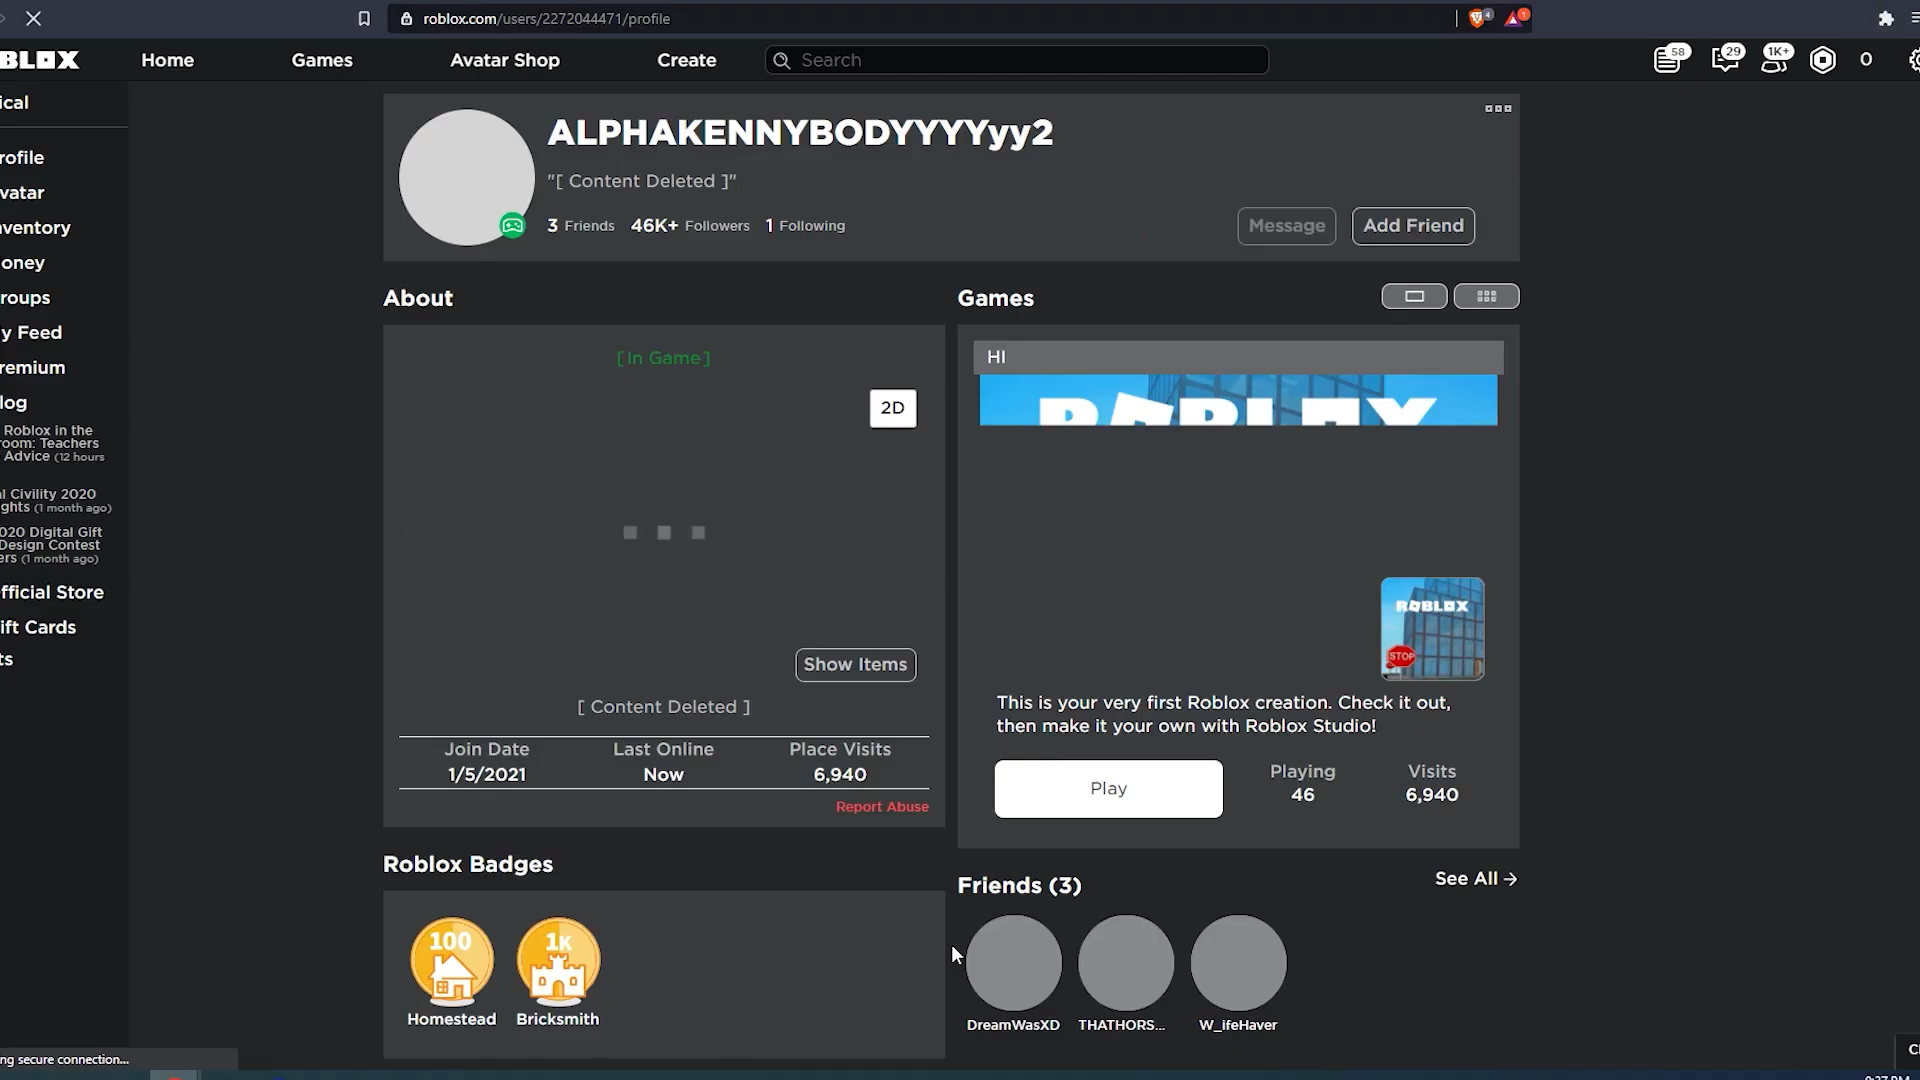 roblox.com/users/2272044471/profile
4
1
BLOX
Home
Games
Avatar Shop
Create
Search
58
29
1K+
0
ical
rofile
vatar
nventory
oney
roups
y Feed
remium
log
Roblox in the
room: Teachers
Advice (12 hours
al Civility 2020
ghts (1 month ago)
020 Digital Gift
Design Contest
ers (1 month ago)
fficial Store
ift Cards
ts
ALPHAKENNYBODYYYYyy2
"[ Content Deleted ]"
3 Friends 46K+ Followers 1 Following
Message
Add Friend
About
[ In Game ]
2D
Show Items
[ Content Deleted ]
Join Date Last Online Place Visits
1/5/2021 Now 6,940
Report Abuse
Roblox Badges
100
1K
Homestead
Bricksmith
Games
HI
ROBLOX
ROBLOX
STOP
This is your very first Roblox creation. Check it out,
then make it your own with Roblox Studio!
Play
Playing Visits
46 6,940
Friends (3)
See All
DreamWasXD
THATHORS...
W_ifeHaver
ng secure connection...